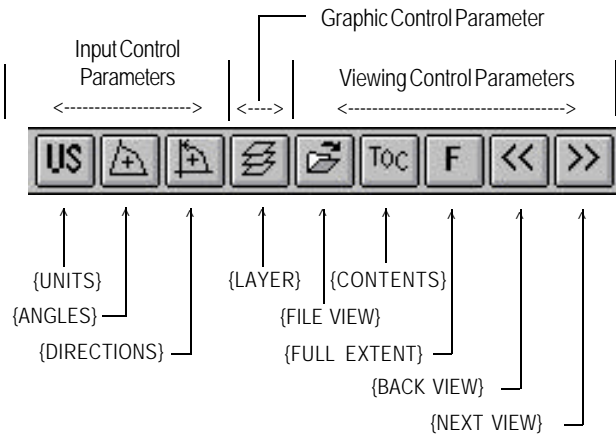 Graphic Control Parameter
Input Control
Parameters
Viewing Control Parameters
<--------------------->
<---->
<----------------------------------->
US
TOC
F
<<
>>
{UNITS}
{LAYER}
{CONTENTS}
{ANGLES}
{FILE VIEW}
{DIRECTIONS}
{FULL EXTENT}
{BACK VIEW}
{NEXT VIEW}